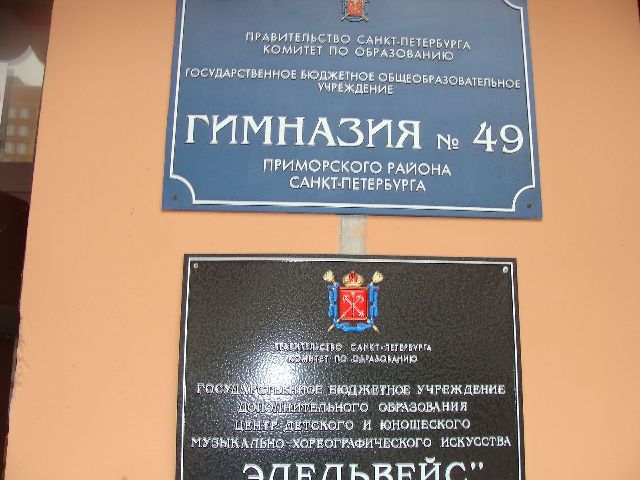 ПРАВИТЕЛЬСТВО САНКТ-ПЕТЕРБУРГА
КОМИТЕТ ПО ОБРАЗОВАНИЮ
ГОСУДАРСТВЕННОЕ БЮДЖЕТНОЕ ОБЩЕОБРАЗОВАТЕЛЬНОЕ
УЧРЕЖДЕНИЕ
ГИМНАЗИЯ № 49
ПРИМОРСКОГО РАЙОНА
САНКТ-ПЕТЕРБУРГА
ПРАВИТЕЛЬСТВО САНКТ-ПЕТЕРБУРГА
КОМИТЕТ ПО ОБРАЗОВАНИЮ
ГОСУДАРСТВЕННОЕ БЮДЖЕТНОЕ УЧРЕЖДЕНИЕ
ДОПОЛНИТЕЛЬНОГО ОБРАЗОВАНИЯ
ЦЕНТР ДЕТСКОГО И ЮНОШЕСКОГО
МУЗЫКАЛЬНО ХОРЕОГРАФИЧЕСКОГО ИСКУССТВА
ЭДЕЛЬВЕЙС"